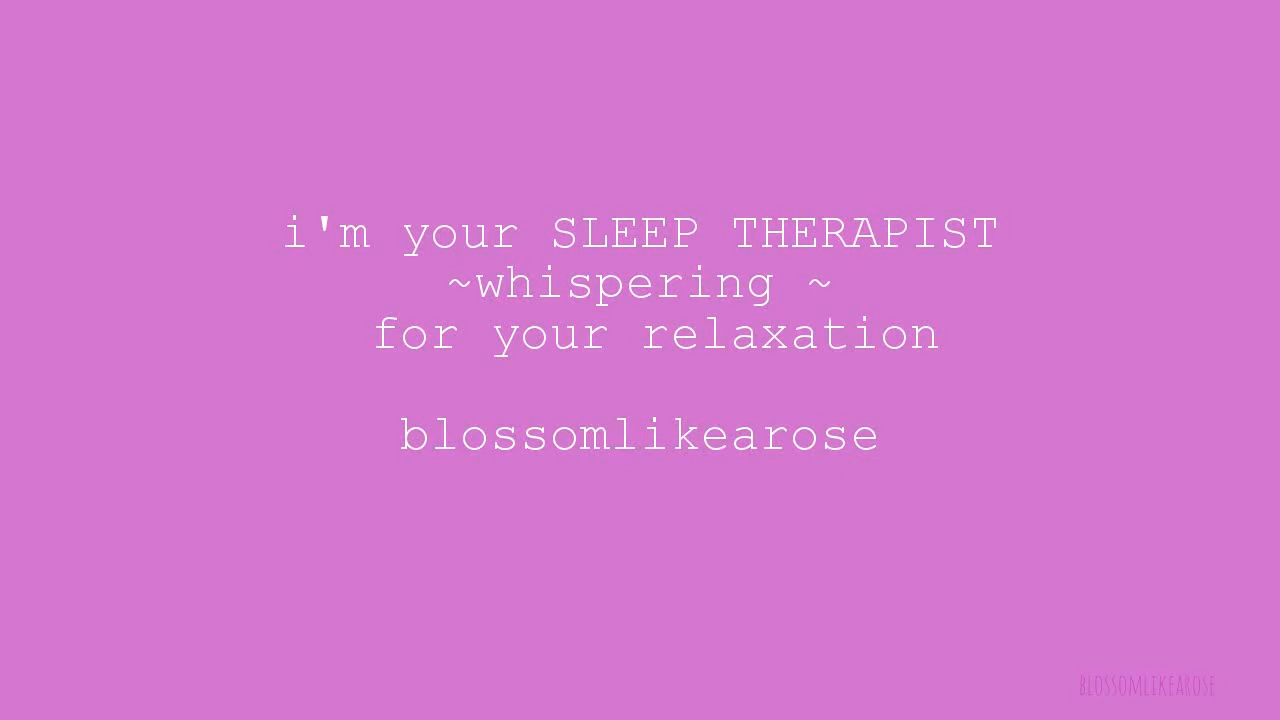 i'm your SLEEP THERAPIST
~whispering ~
for your relaxation
blossomlikearose
BLOSSOMLIKEAROSE